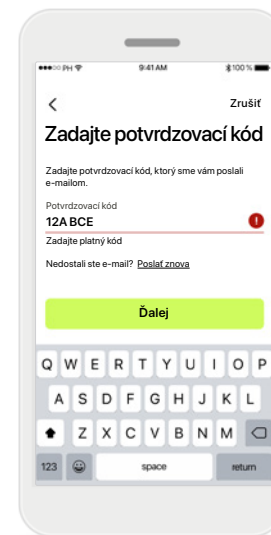 PH 9:41 AM 100 %
Zrušiť
Zadajte potvrdzovací kód
Zadajte potvrdzovací kód, ktorý sme vám poslali
e-mailom.
Potvrdzovací kód
12A BCE
Zadajte platný kód
Nedostali ste e-mail? Poslať znova
Ďalej
Q W E R T Y U I O P
A S D F G H J K L
Z X C V B N M
123 space return